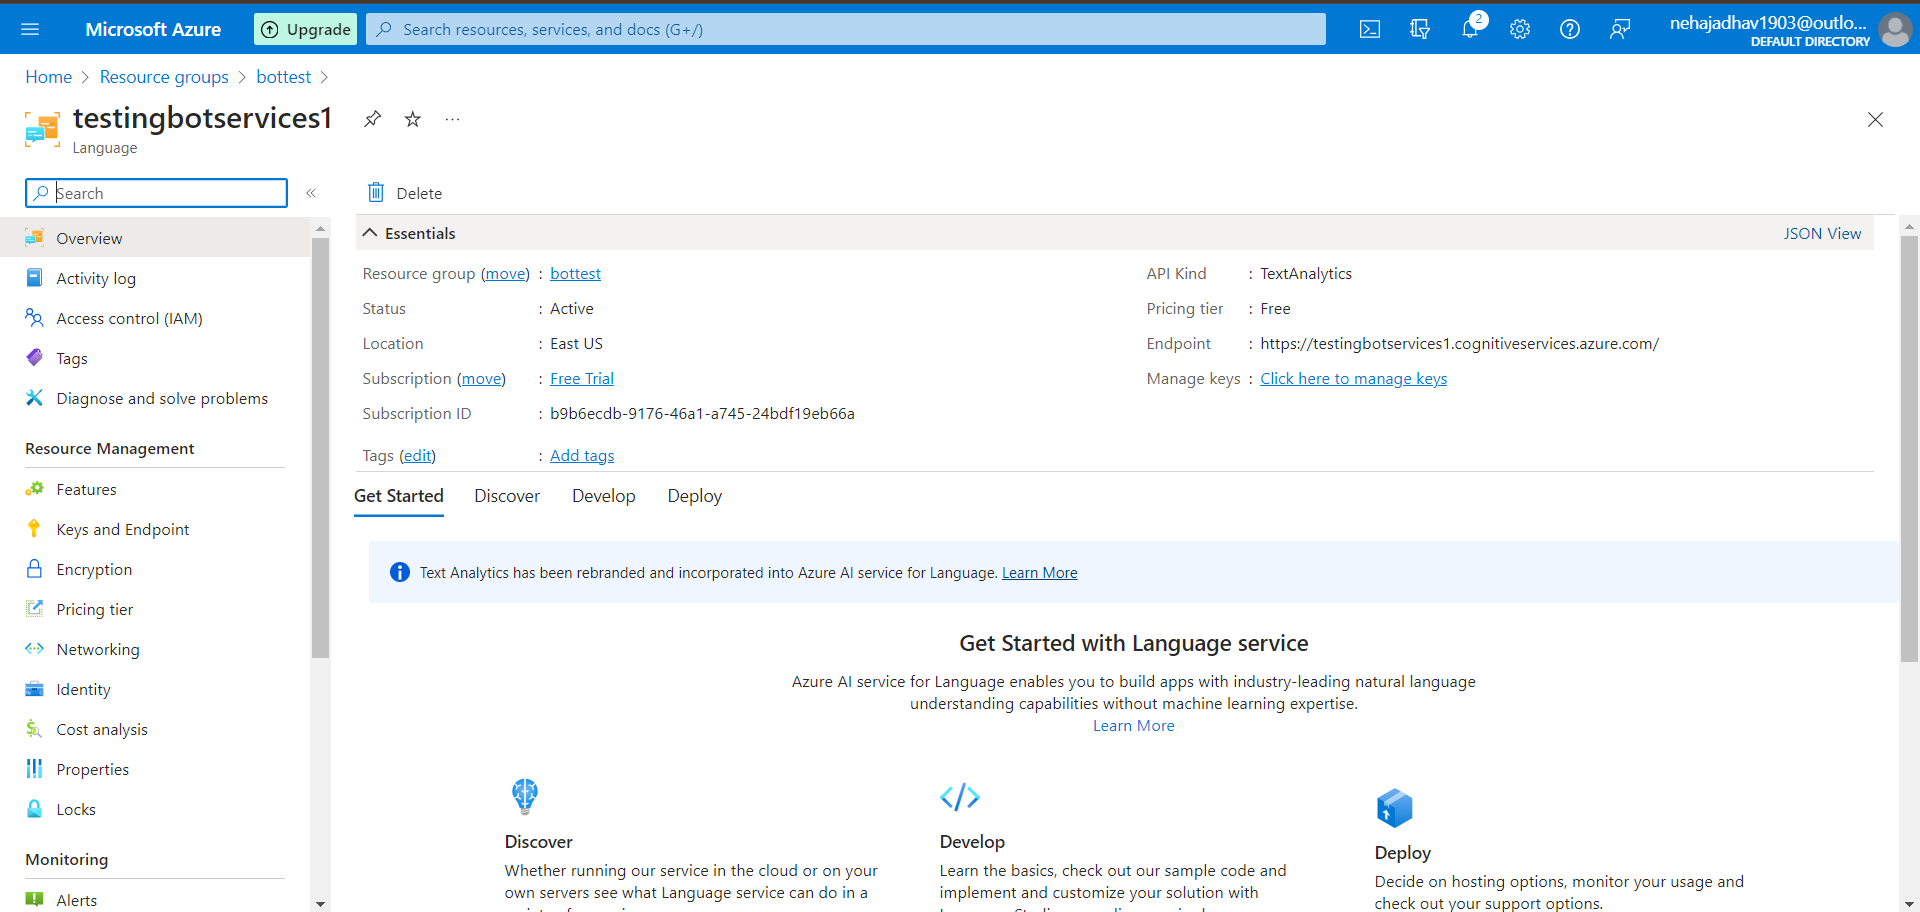 Microsoft Azure
Upgrade
Search resources, services, and docs (G+/)
2
nehajadhav1903@outlo...
DEFAULT DIRECTORY
Home > Resource groups > bottest >
testingbotservices1
Language
Search
«
Delete
Overview
Activity log
Access control (IAM)
Tags
Diagnose and solve problems
Resource Management
Features
Keys and Endpoint
Encryption
Pricing tier
Networking
Identity
Cost analysis
Properties
Locks
Monitoring
Alerts
Essentials
JSON View
Resource group (move) : bottest
Status : Active
Location : East US
Subscription (move) : Free Trial
Subscription ID : b9b6ecdb-9176-46a1-a745-24bdf19eb66a
Tags (edit) : Add tags
API Kind : TextAnalytics
Pricing tier : Free
Endpoint : https://testingbotservices1.cognitiveservices.azure.com/
Manage keys : Click here to manage keys
Get Started Discover Develop Deploy
Text Analytics has been rebranded and incorporated into Azure AI service for Language. Learn More
Get Started with Language service
Azure AI service for Language enables you to build apps with industry-leading natural language
understanding capabilities without machine learning expertise.
Learn More
Discover
Whether running our service in the cloud or on your
own servers see what Language service can do in a
Develop
Learn the basics, check out our sample code and
implement and customize your solution with
Deploy
Decide on hosting options, monitor your usage and
check out your support options.